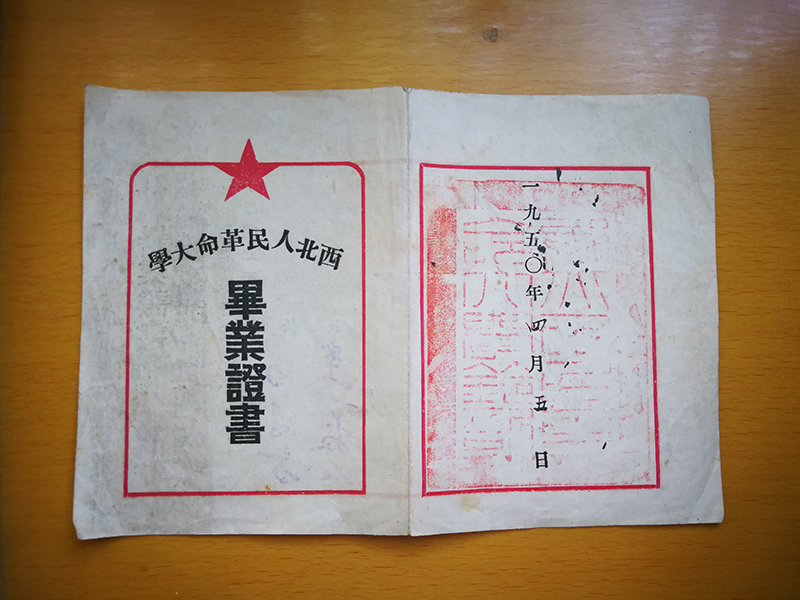 西北人民革命大學
畢業證書
一九五〇年四月五日